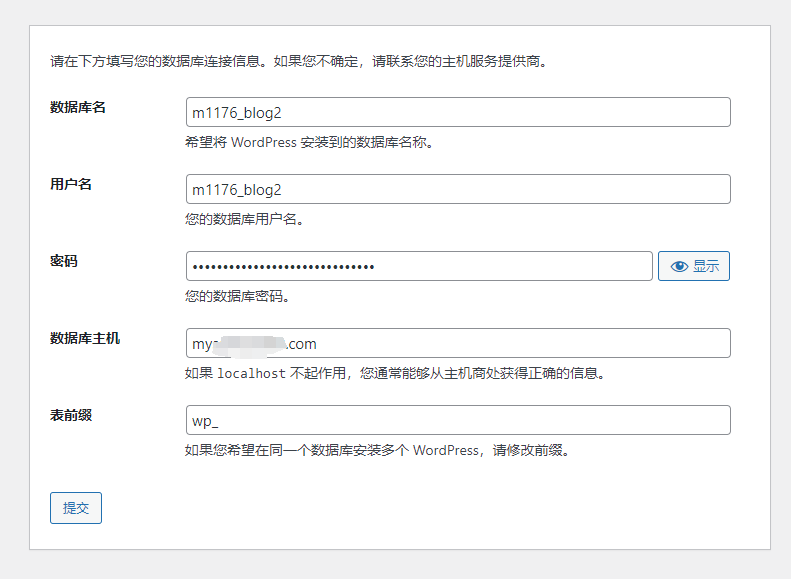 请在下方填写您的数据库连接信息。如果您不确定，请联系您的主机服务提供商。
数据库名
m1176_blog2
希望将 WordPress 安装到的数据库名称。
用户名
m1176_blog2
您的数据库用户名。
密码
••••••••••••••••••••••••••••••
显示
您的数据库密码。
数据库主机
my .com
如果 localhost 不起作用，您通常能够从主机商处获得正确的信息。
表前缀
wp_
如果您希望在同一个数据库安装多个 WordPress，请修改前缀。
提交